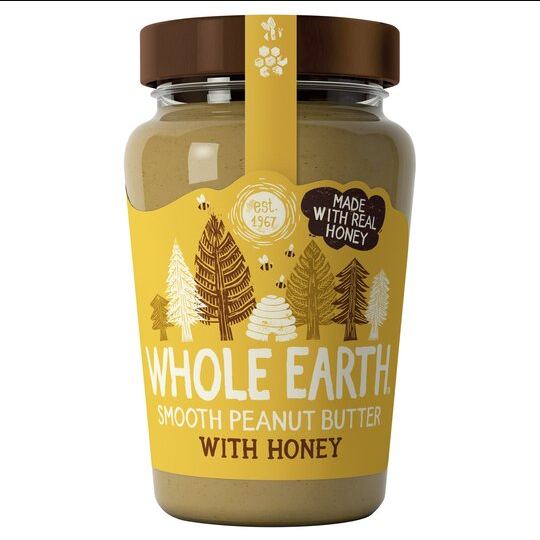 est.
1967
MADE
WITH REAL
HONEY
WHOLE EARTH
SMOOTH PEANUT BUTTER
WITH HONEY